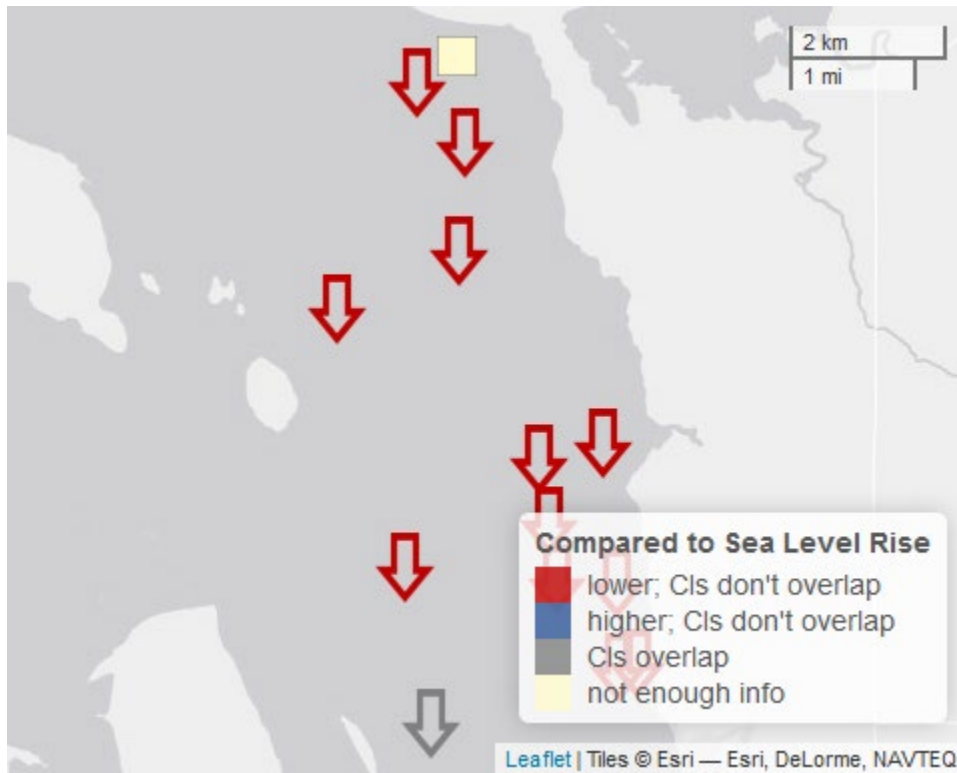 2 km
1 mi
Compared to Sea Level Rise
lower; CIs don't overlap
higher; CIs don't overlap
CIs overlap
not enough info
Leaflet | Tiles © Esri — Esri, DeLorme, NAVTEQ